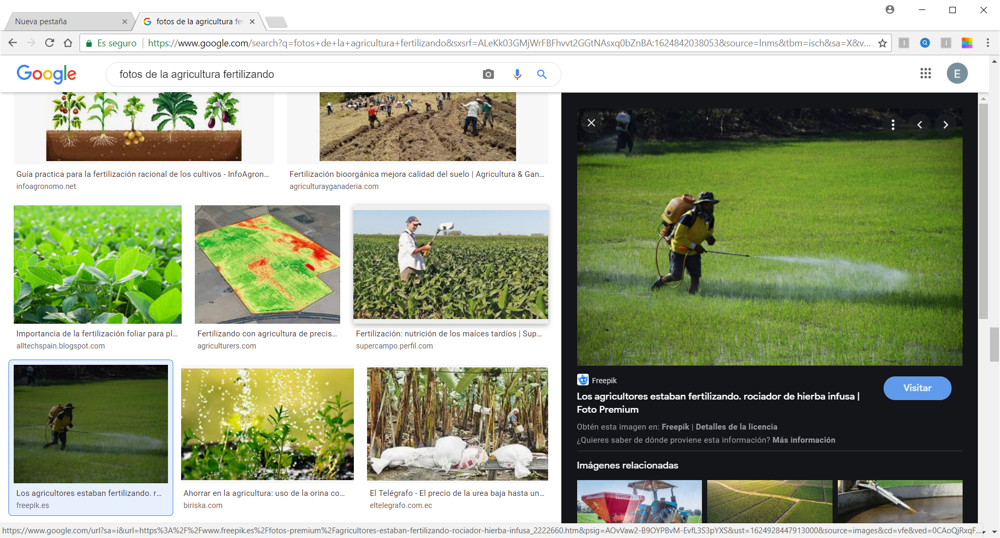 Nueva pestaña
fotos de la agricultura fer
Es seguro
https://www.google.com/search?q=fotos+de+la+agricultura+fertilizando&sxsrf=ALeKk03GMjWrFBFhvvt2GGtNAsxq0bZnBA:1624842038053&source=lnms&tbm=isch&sa=X&v...
Google
fotos de la agricultura fertilizando
E
Guía practica para la fertilización racional de los cultivos - InfoAgron...
infoagronomo.net
Fertilización bioorgánica mejora calidad del suelo | Agricultura & Gan...
agriculturayganaderia.com
Importancia de la fertilización foliar para pl...
alltechspain.blogspot.com
Fertilizando con agricultura de precis...
agriculturers.com
Fertilización: nutrición de los maíces tardíos | Sup...
supercampo.perfil.com
Los agricultores estaban fertilizando. r...
freepik.es
Ahorrar en la agricultura: uso de la orina co...
biriska.com
El Telégrafo - El precio de la urea baja hasta un...
eltelegrafo.com.ec
Freepik
Los agricultores estaban fertilizando. rociador de hierba infusa |
Foto Premium
Visitar
Obtén esta imagen en: Freepik | Detalles de la licencia
¿Quieres saber de dónde proviene esta información? Más información
Imágenes relacionadas
SWISSMEX
https://www.google.com/url?sa=i&url=https%3A%2F%2Fwww.freepik.es%2Ffotos-premium%2Fagricultores-estaban-fertilizando-rociador-hierba-infusa_2222660.htm&psig=AOvVaw2-B9OYPBvM-EvfL3S3pYXS&ust=1624928447913000&source=images&cd=vfe&ved=0CAoQjRxqF...